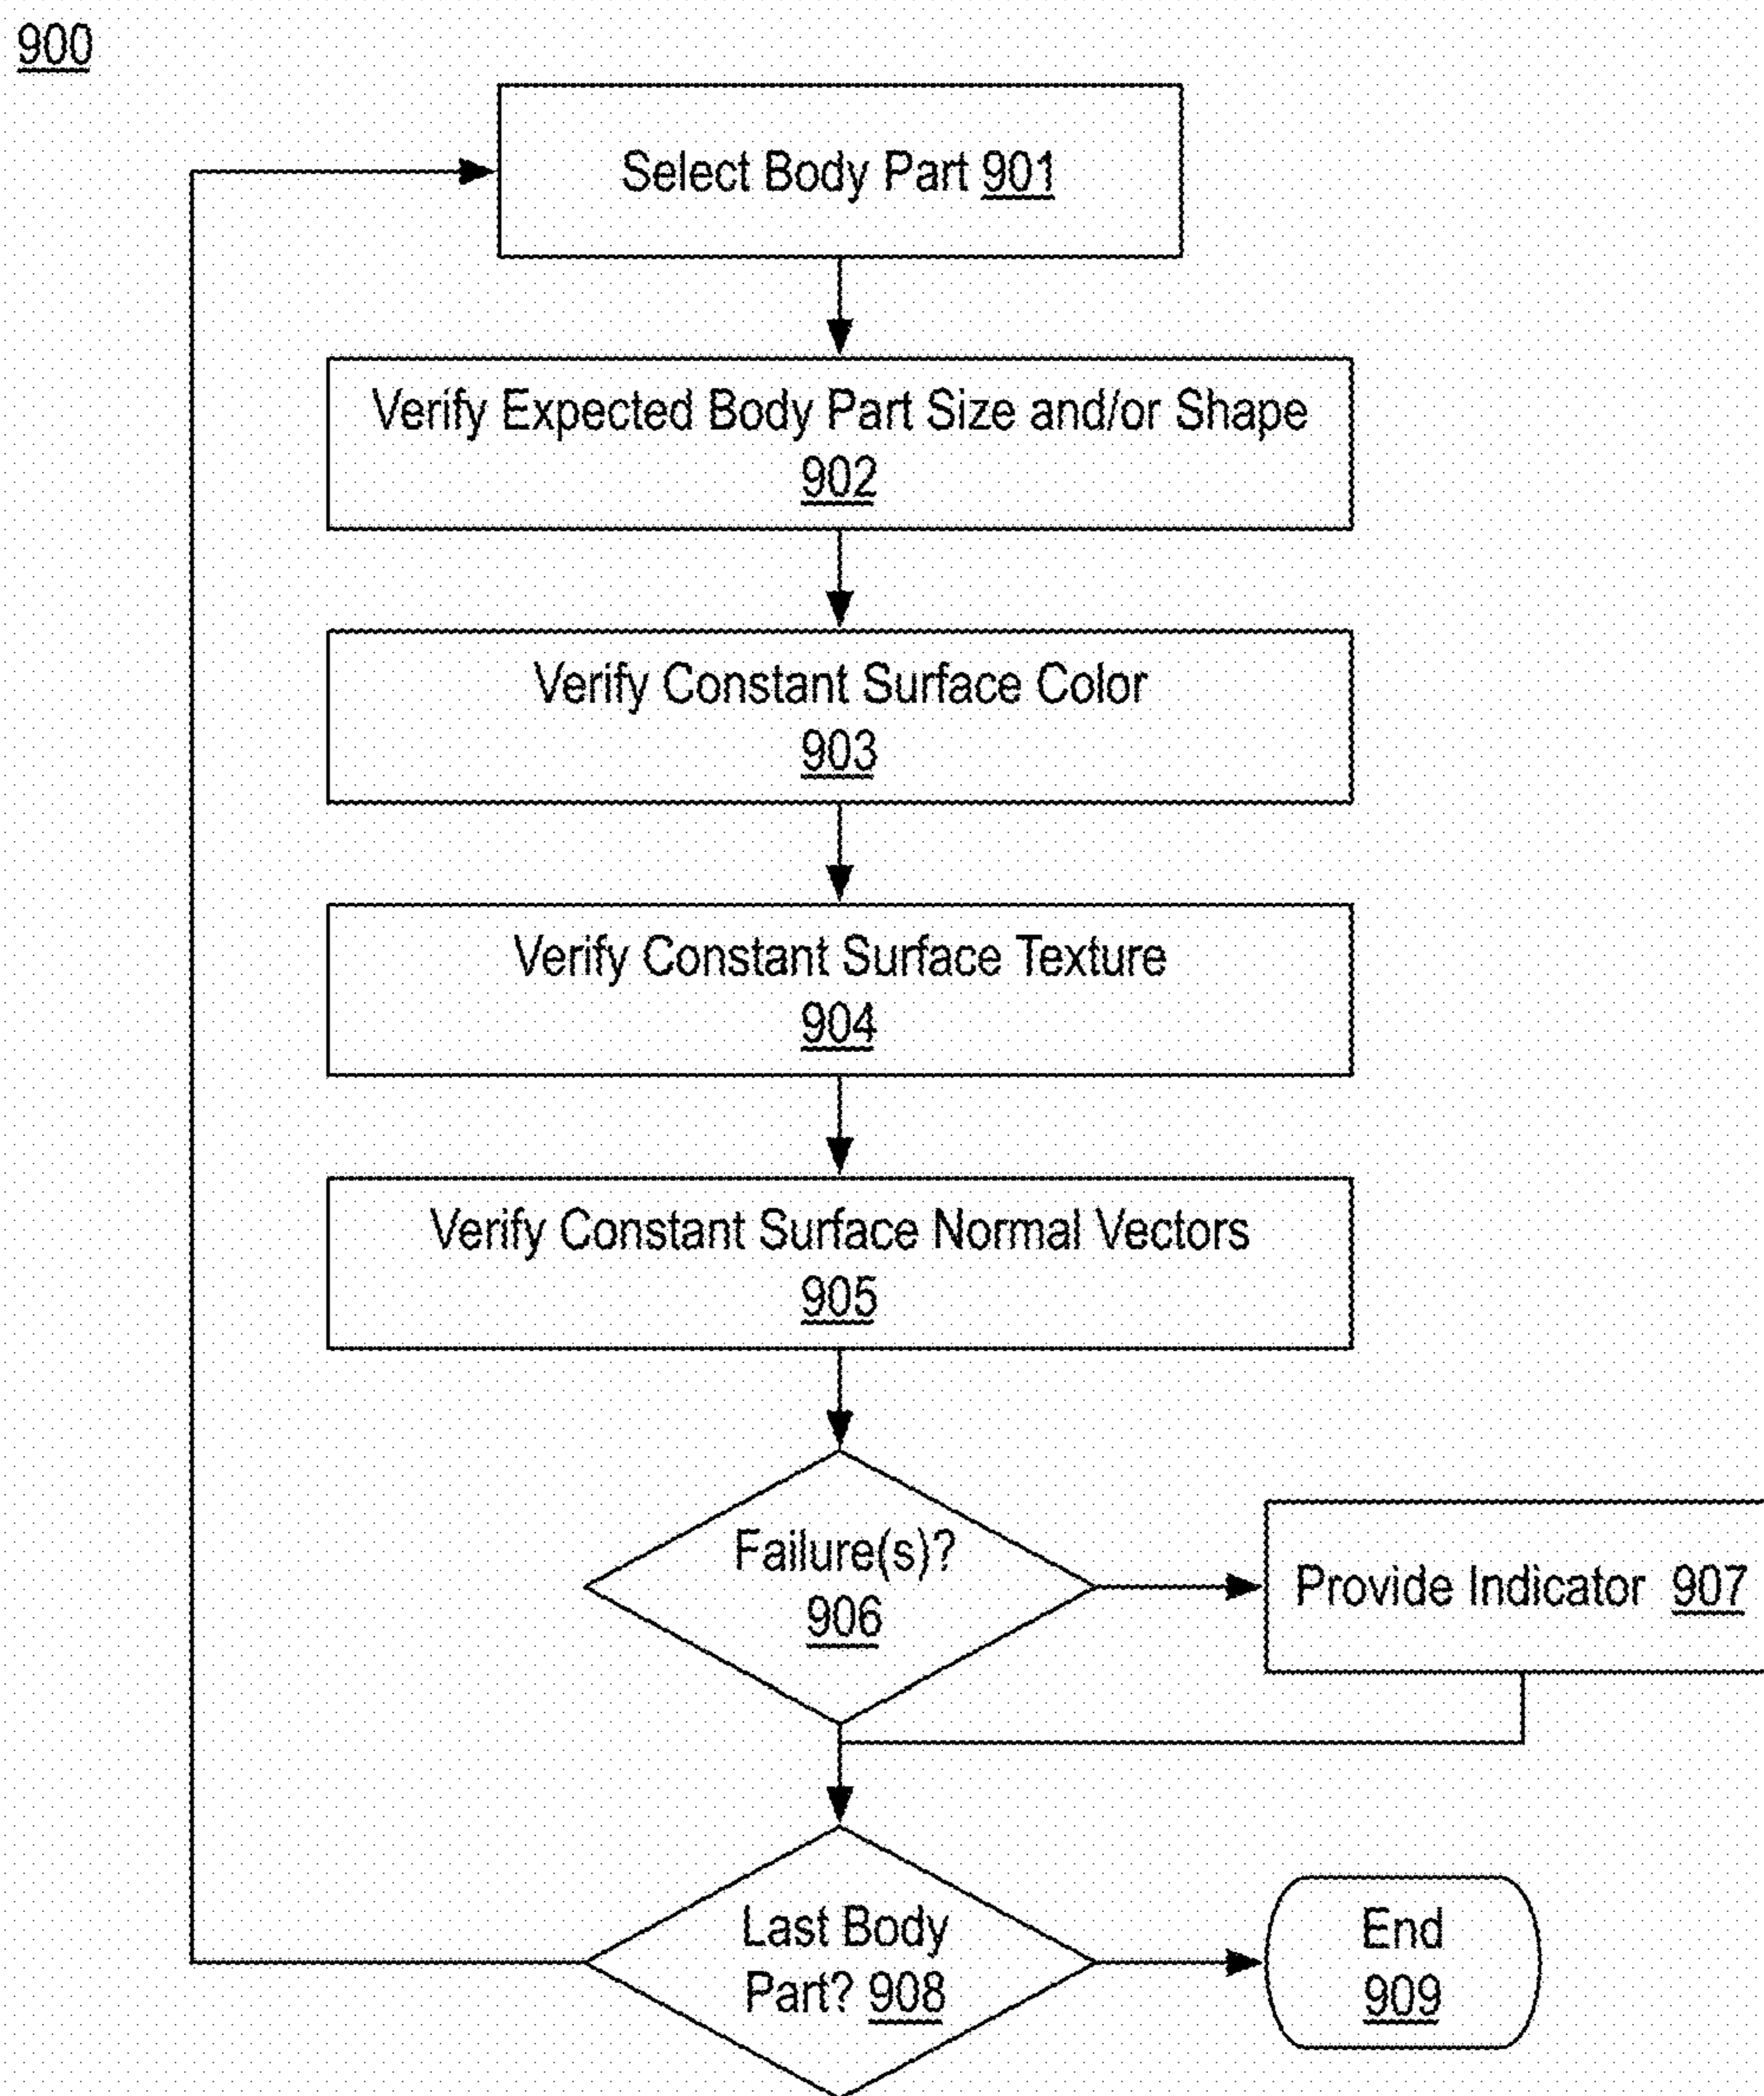 900
Select Body Part 901
Verify Expected Body Part Size and/or Shape
902
Verify Constant Surface Color
903
Verify Constant Surface Texture
904
Verify Constant Surface Normal Vectors
905
Failure(s)?
906
Provide Indicator 907
Last Body
Part? 908
End
909